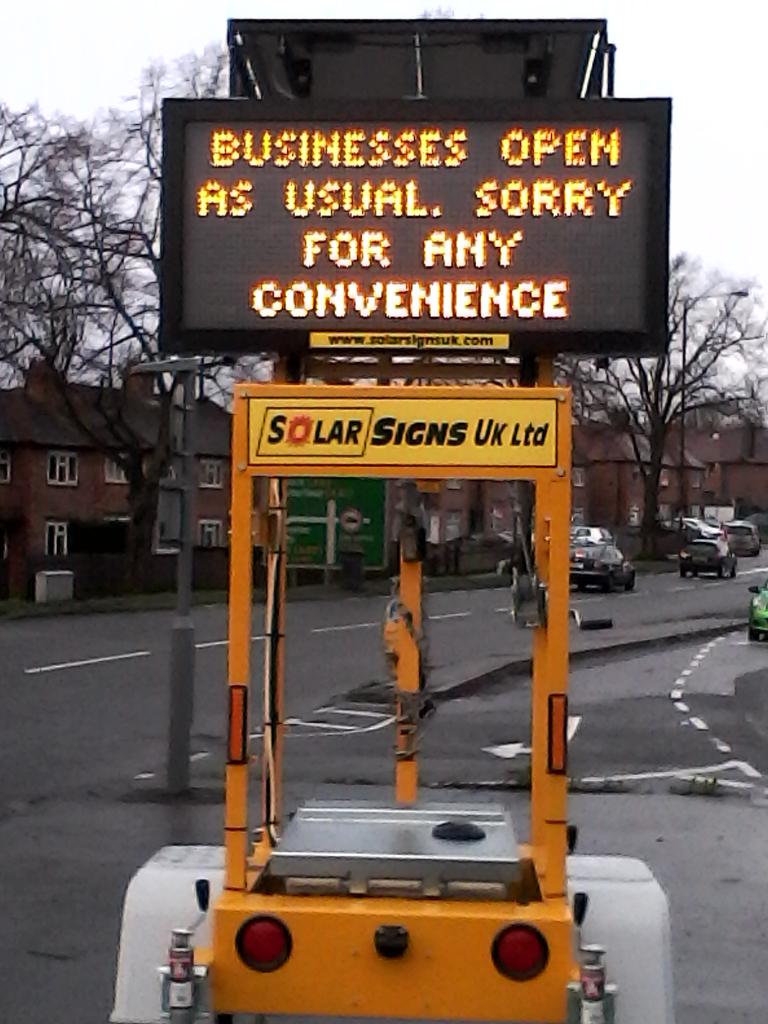 BUSINESSES OPEN
AS USUAL. SORRY
FOR ANY
CONVENIENCE
www.solarsignsuk.com
SOLAR SIGNS UK Ltd